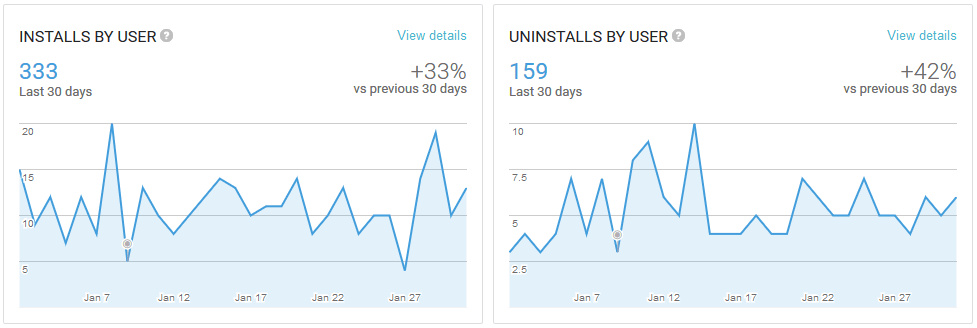 INSTALLS BY USER ?
View details
333
+33%
Last 30 days
vs previous 30 days
20
15
10
5
Jan 7 Jan 12 Jan 17 Jan 22 Jan 27
UNINSTALLS BY USER ?
View details
159
+42%
Last 30 days
vs previous 30 days
10
7.5
5
2.5
Jan 7 Jan 12 Jan 17 Jan 22 Jan 27